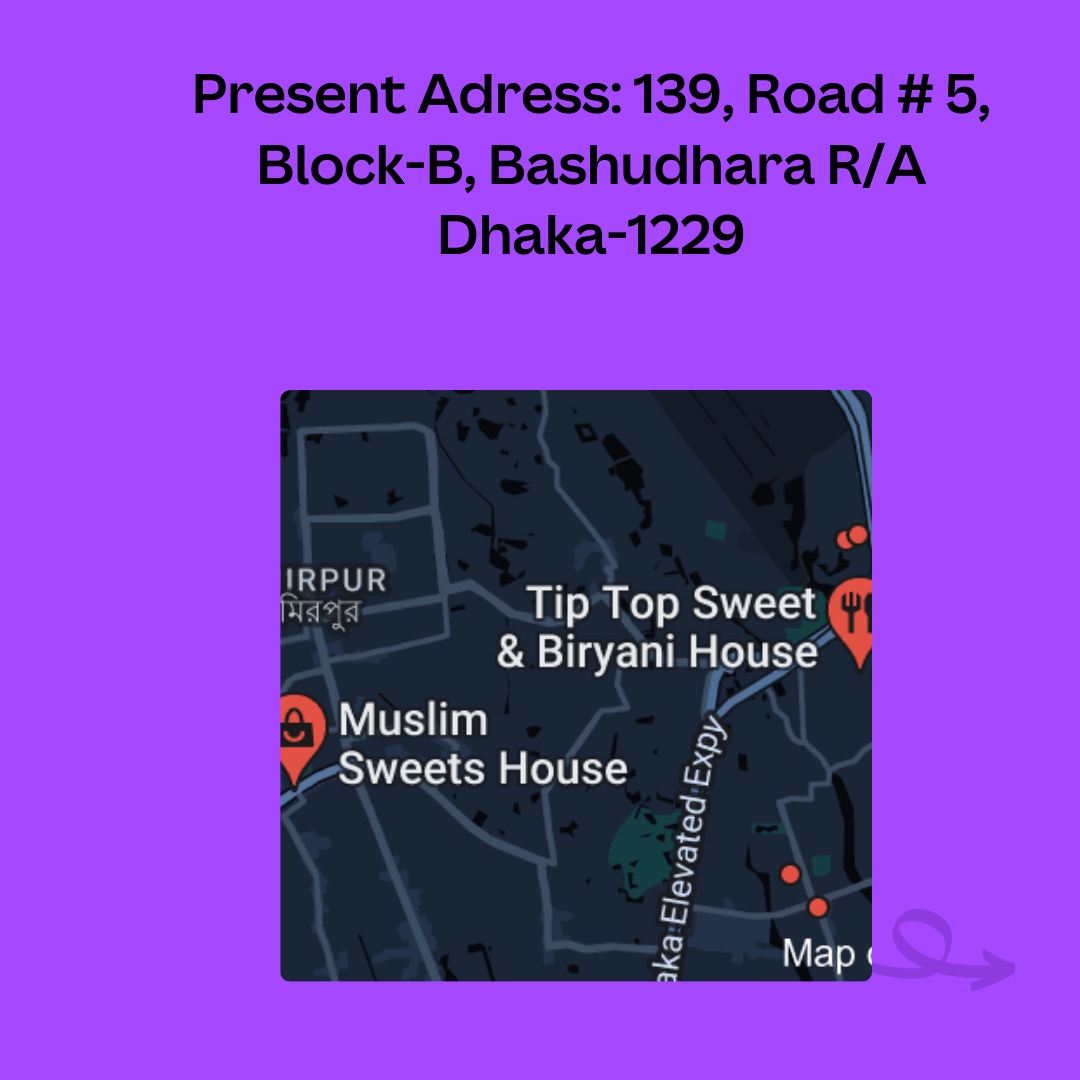 Present Adress: 139, Road # 5,
Block-B, Bashudhara R/A
Dhaka-1229
IRPUR
মিরপুর
Tip Top Sweet
& Biryani House
Muslim
Sweets House
aka Elevated Expy
Map